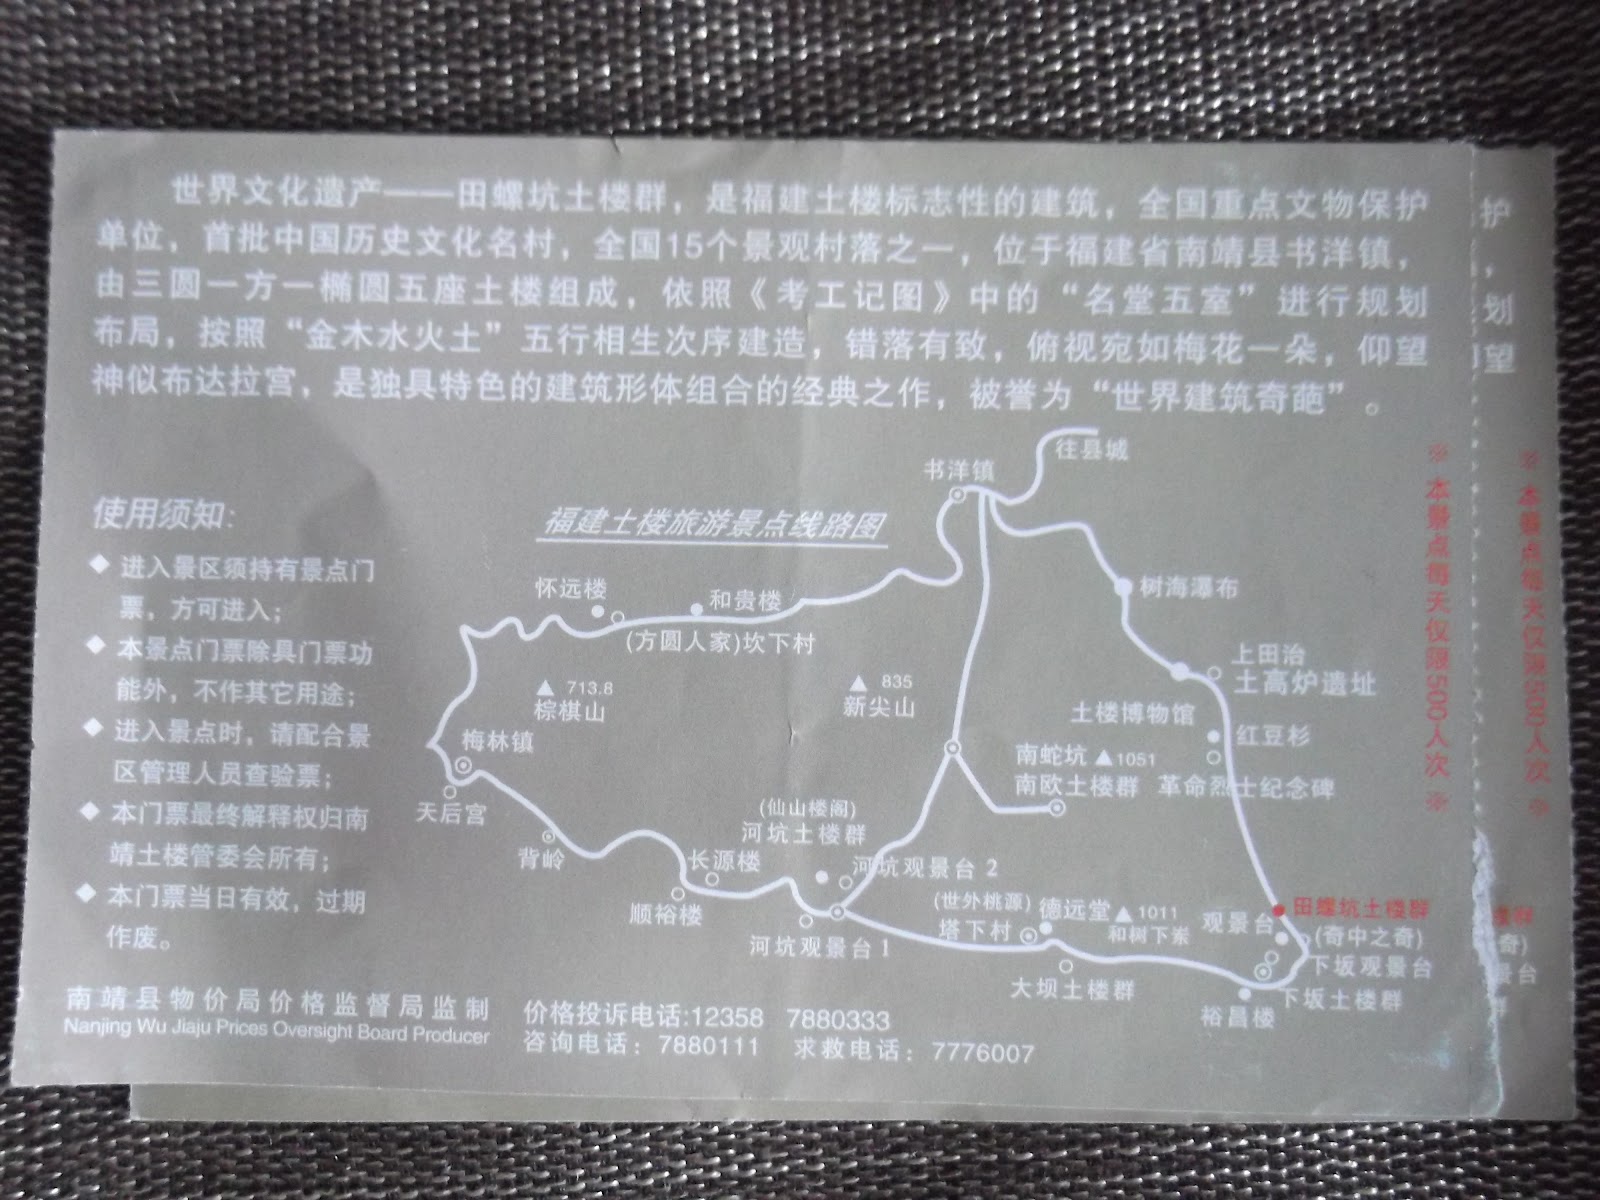 世界文化遗产——田螺坑土楼群，是福建土楼标志性的建筑，全国重点文物保护
单位，首批中国历史文化名村，全国15个景观村落之一，位于福建省南靖县书洋镇，
由三圆一方一椭圆五座土楼组成，依照《考工记图》中的“名堂五室”进行规划
布局，按照“金木水火土”五行相生次序建造，错落有致，俯视宛如梅花一朵，仰望
神似布达拉宫，是独具特色的建筑形体组合的经典之作，被誉为“世界建筑奇葩”。
护
，
划
望
使用须知:
◆ 进入景区须持有景点门
票，方可进入；
◆ 本景点门票除具门票功
能外，不作其它用途；
◆ 进入景点时，请配合景
区管理人员查验票；
◆ 本门票最终解释权归南
靖土楼管委会所有；
◆ 本门票当日有效，过期
作废。
福建土楼旅游景点线路图
往县城
书洋镇
怀远楼
和贵楼
(方圆人家)坎下村
树海瀑布
上田治
土高炉遗址
▲ 713.8
棕棋山
▲ 835
新尖山
土楼博物馆
红豆杉
梅林镇
南蛇坑 ▲1051
南欧土楼群
革命烈士纪念碑
天后宫
(仙山楼阁)
河坑土楼群
背岭
长源楼
河坑观景台 2
顺裕楼
河坑观景台 1
(世外桃源)
塔下村
德远堂
▲1011
和树下岽
大坝土楼群
田螺坑土楼群
观景台
(奇中之奇)
下坂观景台
下坂土楼群
裕昌楼
※ 本景点每天仅限500人次 ※
※ 本景点每天仅限500人次 ※
楼群
奇)
景台
群
南靖县物价局价格监督局监制
Nanjing Wu Jiaju Prices Oversight Board Producer
价格投诉电话:12358 7880333
咨询电话：7880111 求救电话：7776007